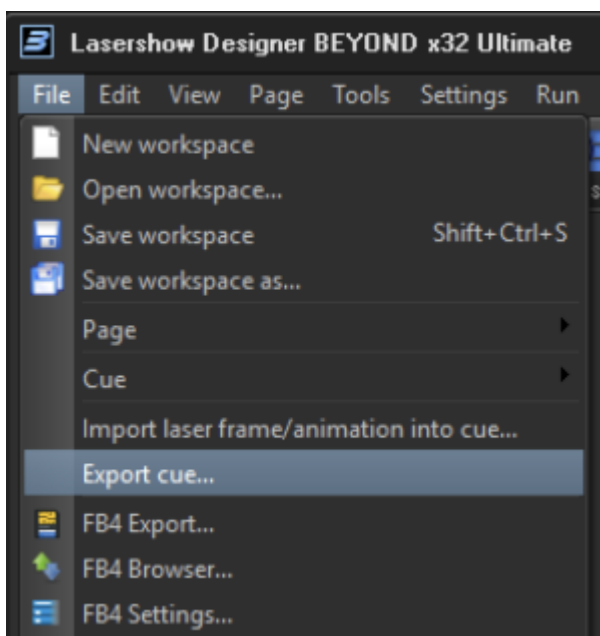 Lasershow Designer BEYOND x32 Ultimate
File Edit View Page Tools Settings Run
New workspace
Open workspace...
Save workspace Shift+Ctrl+S
Save workspace as...
Page
Cue
Import laser frame/animation into cue...
Export cue...
FB4 Export...
FB4 Browser...
FB4 Settings...